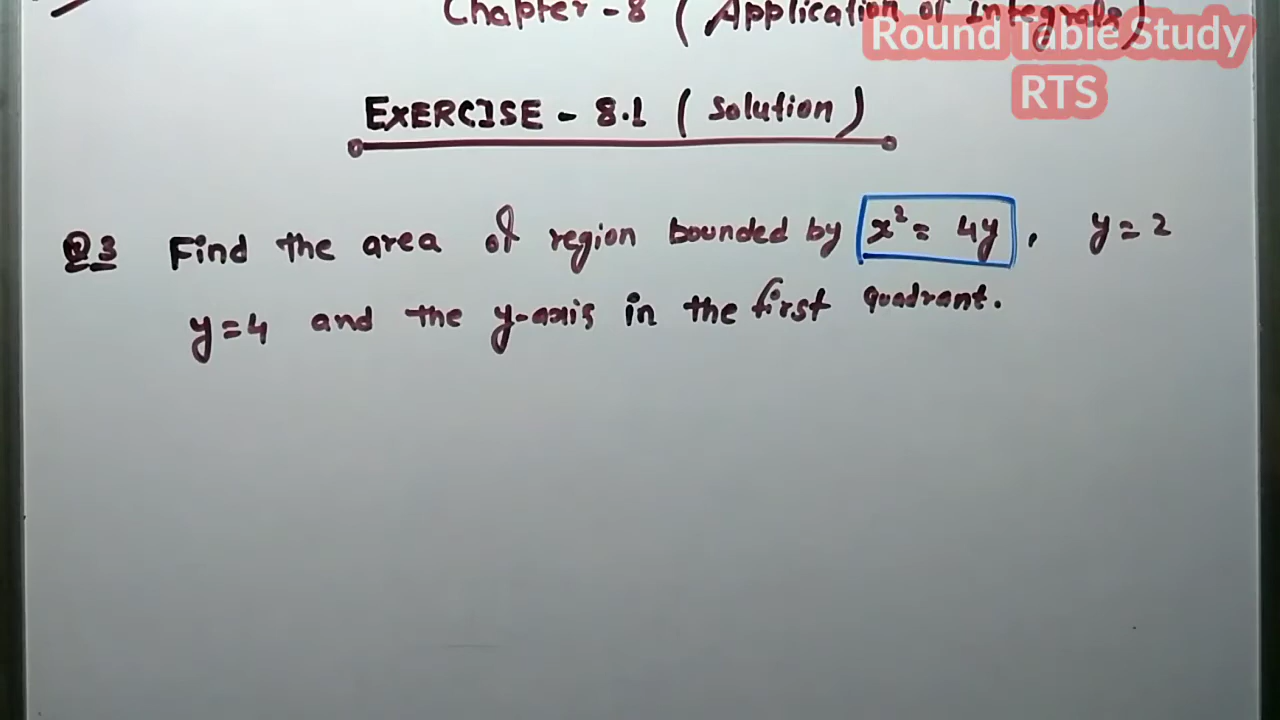 Chapter - 8 ( Application of Integrals )
Round Table Study
RTS
EXERCISE - 8.1 ( Solution )
Q3 Find the area of region bounded by x² = 4y , y = 2
y = 4 and the y-axis in the first quadrant.